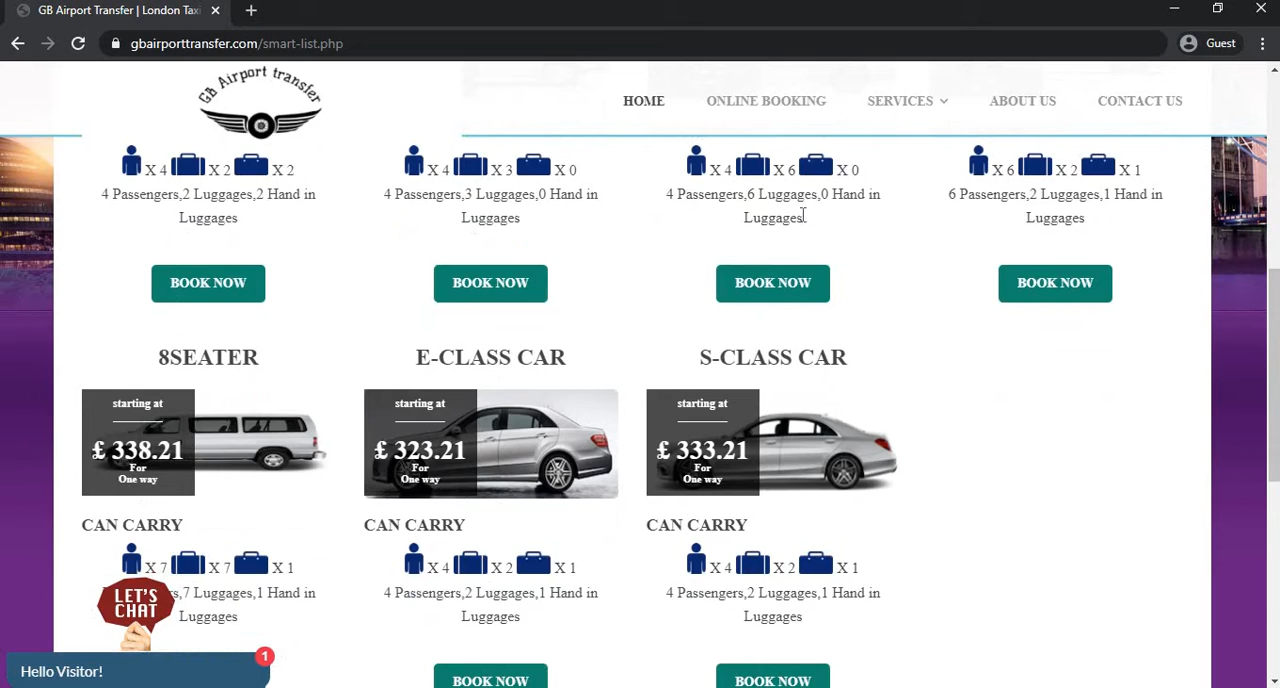 GB Airport Transfer | London Taxi
gbairporttransfer.com/smart-list.php
Guest
Gb Airport transfer
HOME
ONLINE BOOKING
SERVICES
ABOUT US
CONTACT US
X 4 X 2 X 2
4 Passengers,2 Luggages,2 Hand in
Luggages
BOOK NOW
X 4 X 3 X 0
4 Passengers,3 Luggages,0 Hand in
Luggages
BOOK NOW
X 4 X 6 X 0
4 Passengers,6 Luggages,0 Hand in
Luggages
BOOK NOW
X 6 X 2 X 1
6 Passengers,2 Luggages,1 Hand in
Luggages
BOOK NOW
8SEATER
starting at
£ 338.21
For
One way
CAN CARRY
X 7 X 7 X 1
rs,7 Luggages,1 Hand in
Luggages
E-CLASS CAR
starting at
£ 323.21
For
One way
CAN CARRY
X 4 X 2 X 1
4 Passengers,2 Luggages,1 Hand in
Luggages
BOOK NOW
S-CLASS CAR
starting at
£ 333.21
For
One way
CAN CARRY
X 4 X 2 X 1
4 Passengers,2 Luggages,1 Hand in
Luggages
BOOK NOW
LET'S
CHAT
Hello Visitor!
1